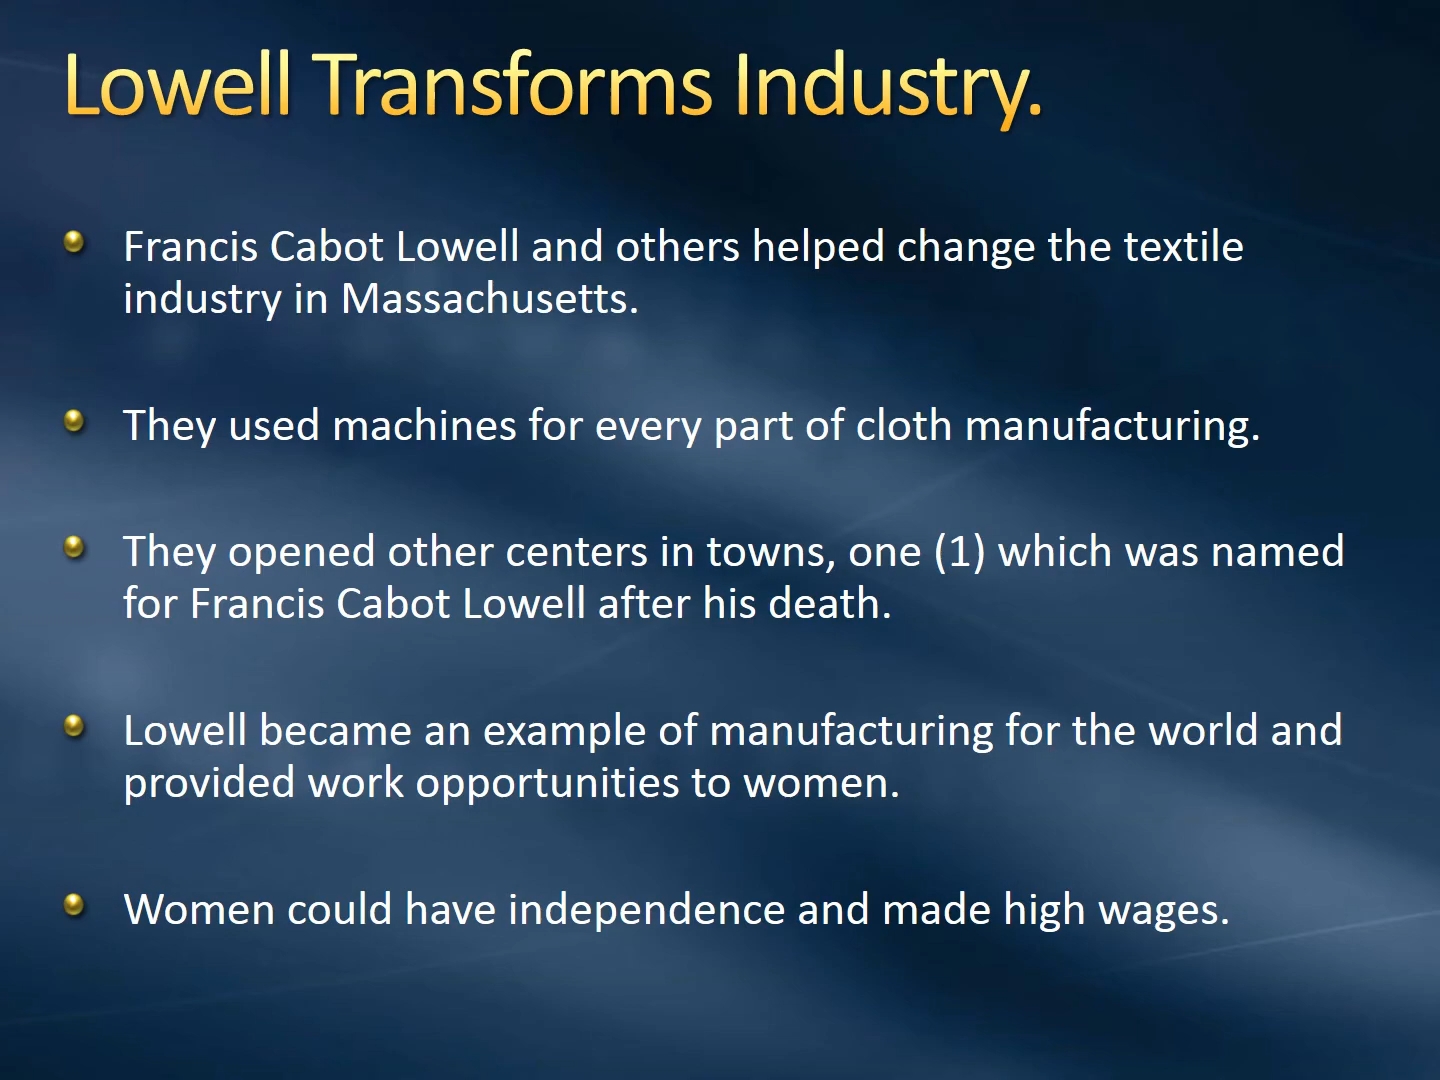 Lowell Transforms Industry.
Francis Cabot Lowell and others helped change the textile
industry in Massachusetts.
They used machines for every part of cloth manufacturing.
They opened other centers in towns, one (1) which was named
for Francis Cabot Lowell after his death.
Lowell became an example of manufacturing for the world and
provided work opportunities to women.
Women could have independence and made high wages.